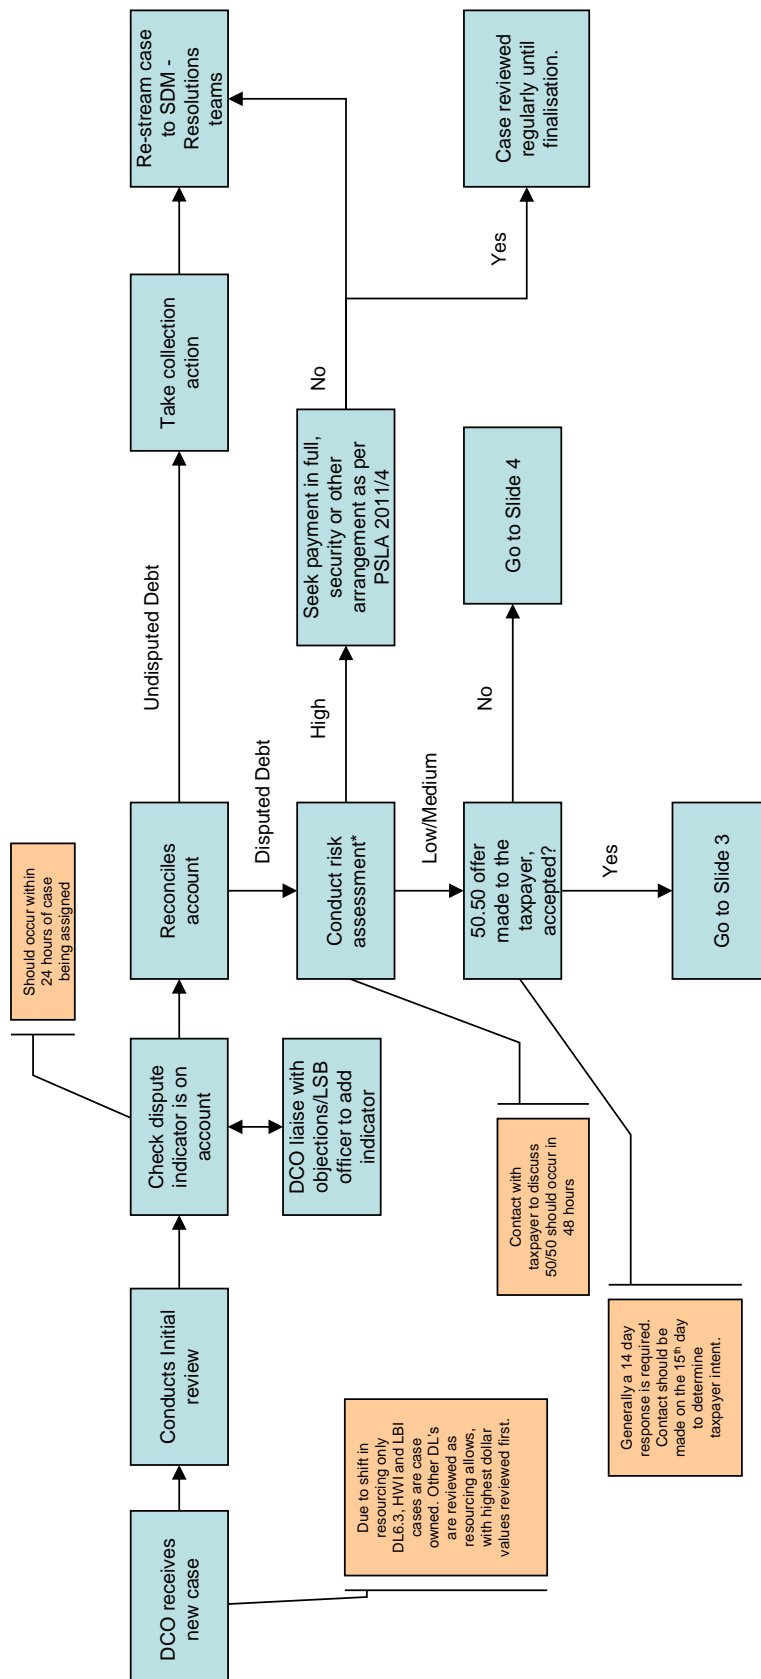 DCO receives
new case
Conducts Initial
review
Check dispute
indicator is on
account
Reconciles
account
Undisputed Debt
Take collection
action
Re-stream case
to SDM -
Resolutions
teams
Should occur within
24 hours of case
being assigned
DCO liaise with
objections/LSB
officer to add
indicator
Disputed Debt
Conduct risk
assessment*
High
Seek payment in full,
security or other
arrangement as per
PSLA 2011/4
No
Yes
Case reviewed
regularly until
finalisation.
Low/Medium
50.50 offer
made to the
taxpayer,
accepted?
No
Go to Slide 4
Yes
Go to Slide 3
Due to shift in
resourcing only
DL6.3, HWI and LBI
cases are case
owned. Other DL's
are reviewed as
resourcing allows,
with highest dollar
values reviewed first.
Contact with
taxpayer to discuss
50/50 should occur in
48 hours
Generally a 14 day
response is required.
Contact should be
made on the 15th day
to determine
taxpayer intent.